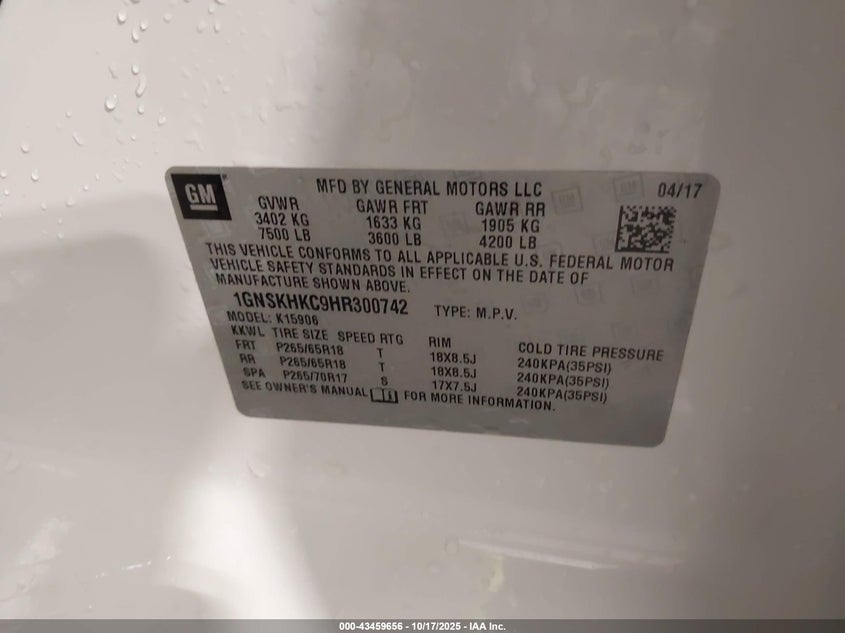 GM
MFD BY GENERAL MOTORS LLC 04/17
GVWR GAWR FRT GAWR RR
3402 KG 1633 KG 1905 KG
7500 LB 3600 LB 4200 LB
THIS VEHICLE CONFORMS TO ALL APPLICABLE U.S. FEDERAL MOTOR
VEHICLE SAFETY STANDARDS IN EFFECT ON THE DATE OF
MANUFACTURE SHOWN ABOVE.
1GNSKHKC9HR300742 TYPE: M.P.V.
MODEL: K15906
KKWL TIRE SIZE SPEED RTG RIM COLD TIRE PRESSURE
FRT P265/65R18 T 18X8.5J 240KPA(35PSI)
RR P265/65R18 T 18X8.5J 240KPA(35PSI)
SPA P265/70R17 S 17X7.5J 240KPA(35PSI)
SEE OWNER'S MANUAL FOR MORE INFORMATION.
000-43459656 - 10/17/2025 - IAA Inc.